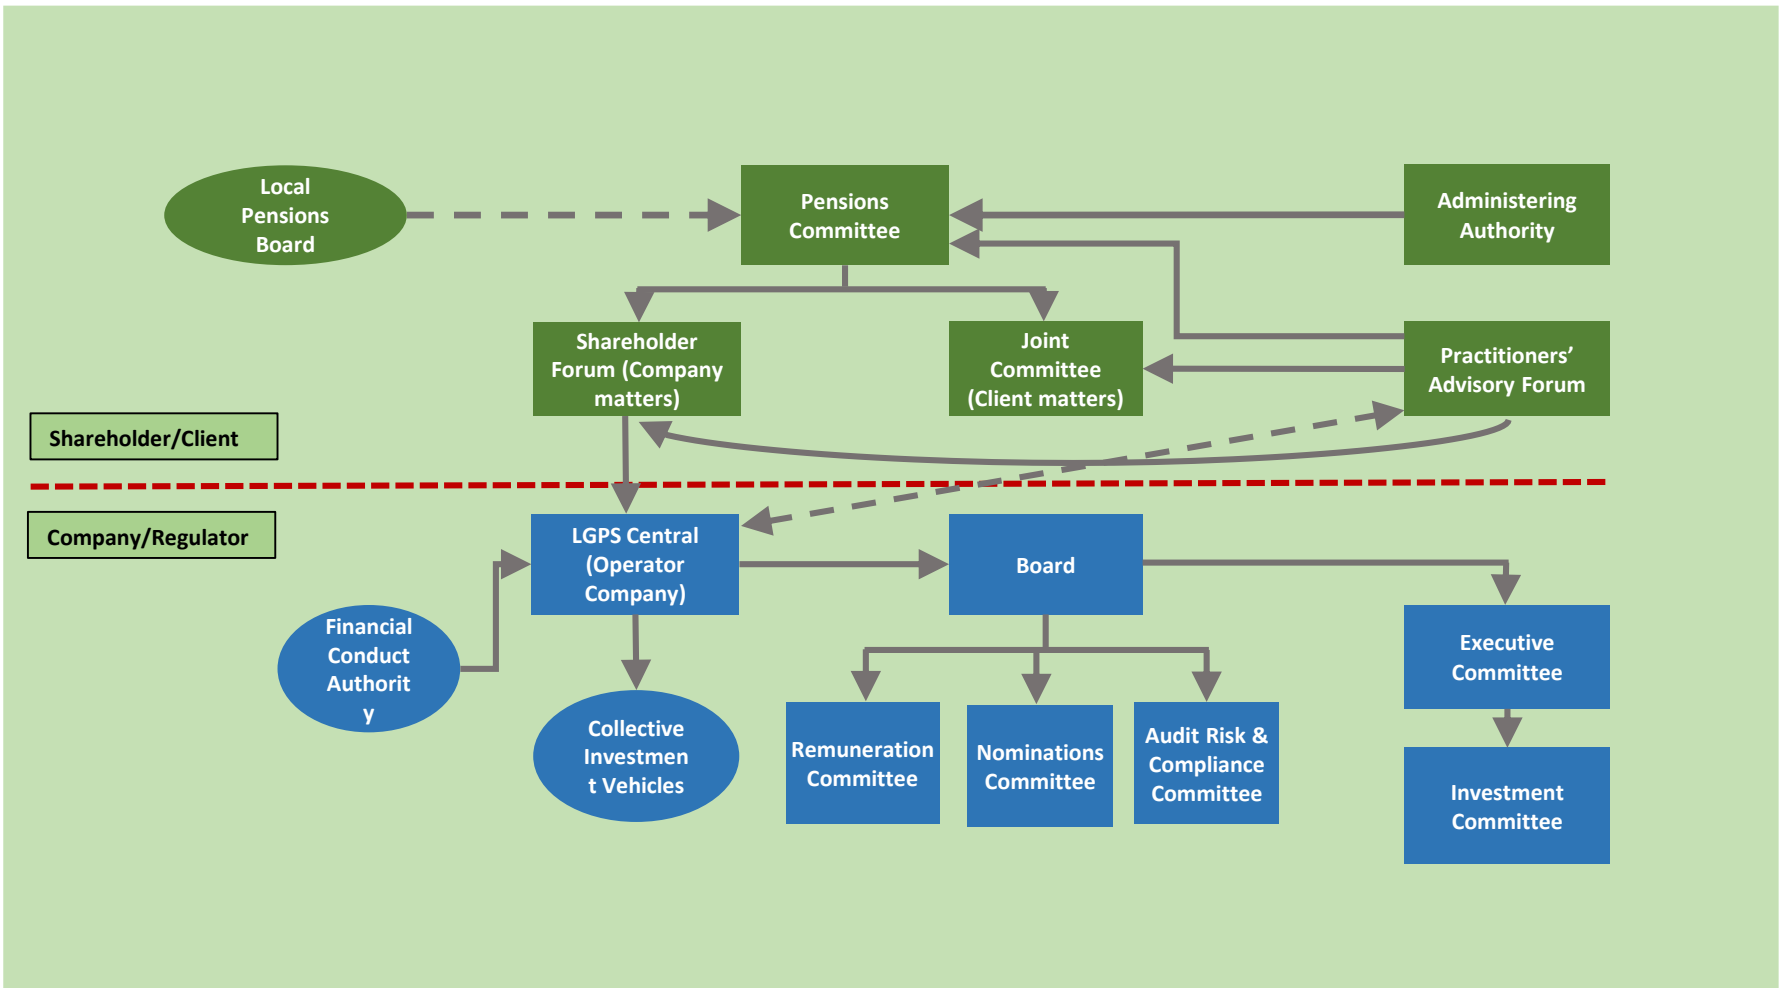 Local
Pensions
Board
Pensions
Committee
Administering
Authority
Shareholder
Forum (Company
matters)
Joint
Committee
(Client matters)
Practitioners’
Advisory Forum
Shareholder/Client
Company/Regulator
LGPS Central
(Operator
Company)
Board
Financial
Conduct
Authorit
y
Executive
Committee
Collective
Investmen
t Vehicles
Remuneration
Committee
Nominations
Committee
Audit Risk &
Compliance
Committee
Investment
Committee